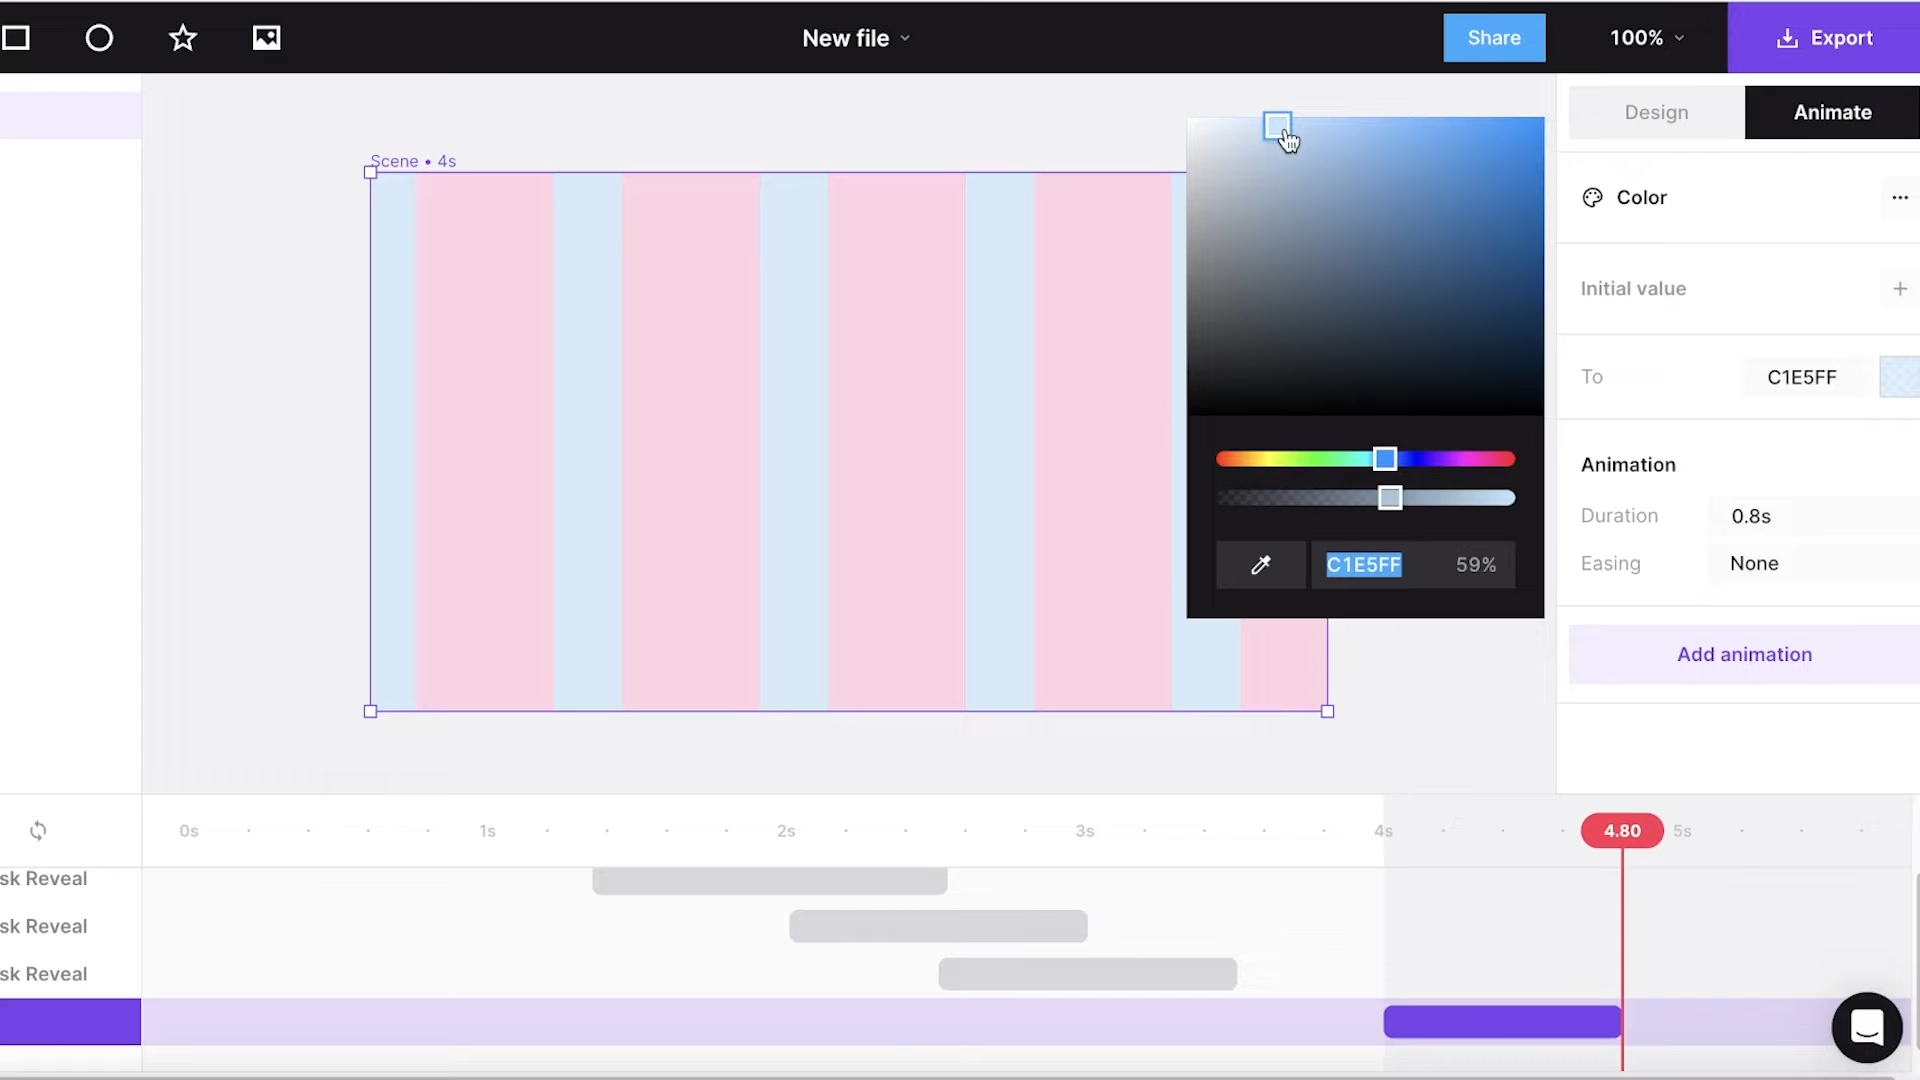 New file
Share
100%
Export
Design
Animate
Scene • 4s
Color
Initial value
To
C1E5FF
Animation
Duration
0.8s
Easing
None
C1E5FF
59%
Add animation
0s
1s
2s
3s
4s
4.80
5s
sk Reveal
sk Reveal
sk Reveal